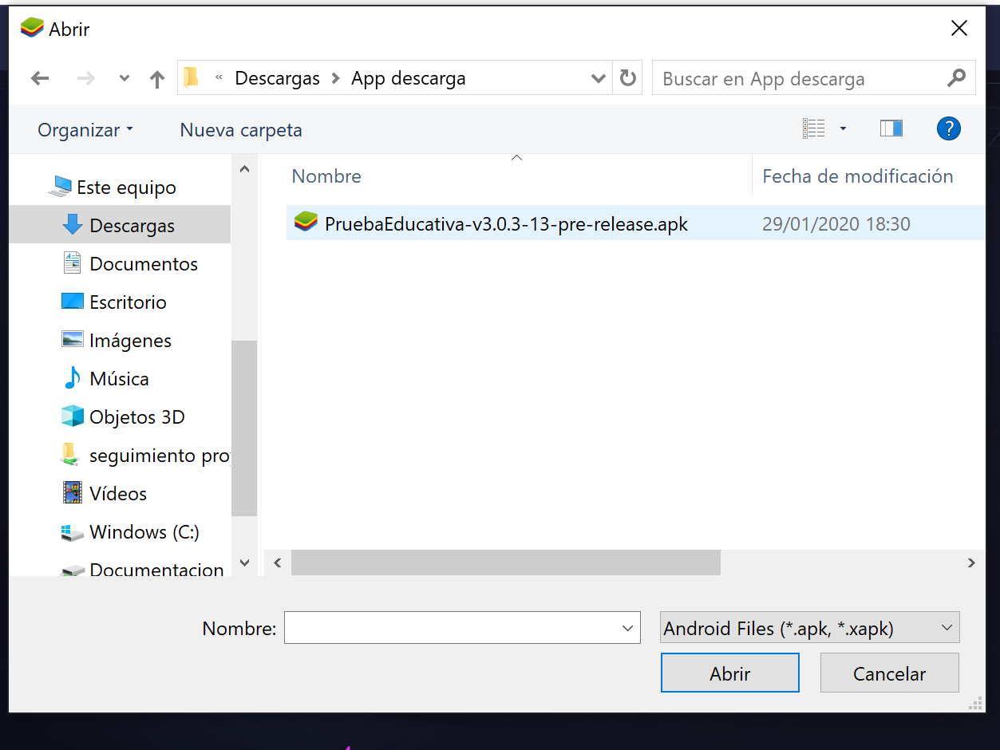 Abrir
« Descargas > App descarga
Buscar en App descarga
Organizar
Nueva carpeta
?
Nombre
Fecha de modificación
Este equipo
Descargas
Documentos
Escritorio
Imágenes
Música
Objetos 3D
seguimiento pro
Vídeos
Windows (C:)
Documentacion
PruebaEducativa-v3.0.3-13-pre-release.apk
29/01/2020 18:30
Nombre:
Android Files (*.apk, *.xapk)
Abrir
Cancelar